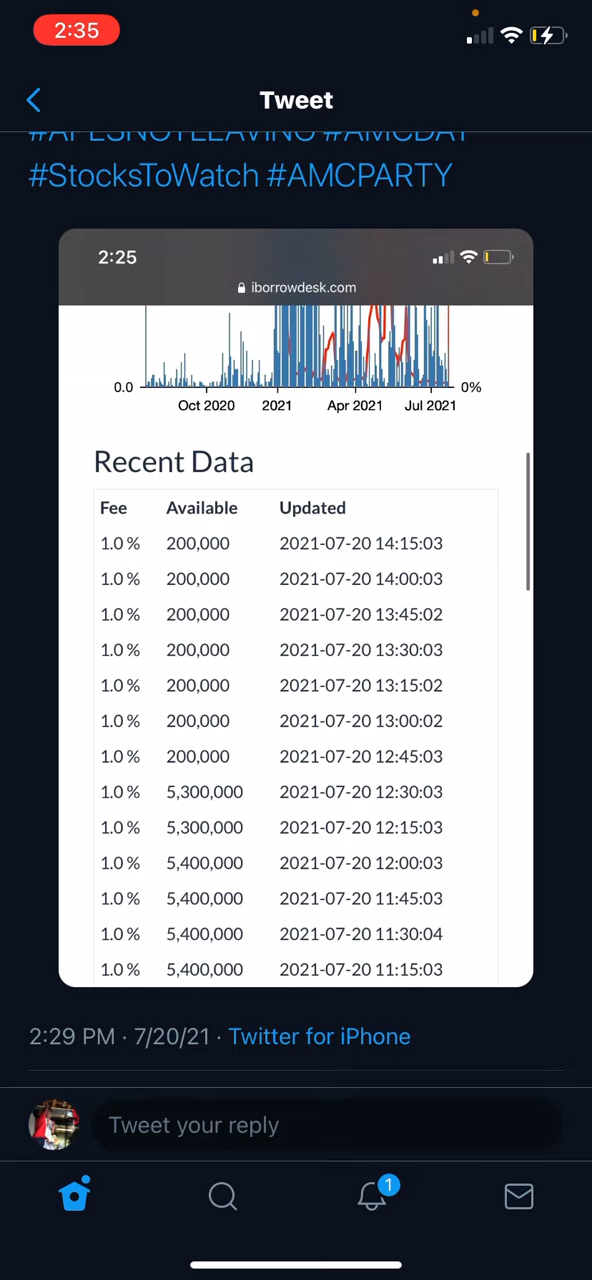 2:35
Tweet
#APESNOTLEAVING #AMCDAY
#StocksToWatch #AMCPARTY
2:25
iborrowdesk.com
0.0 0%
Oct 2020 2021 Apr 2021 Jul 2021
Recent Data
Fee Available Updated
1.0 % 200,000 2021-07-20 14:15:03
1.0 % 200,000 2021-07-20 14:00:03
1.0 % 200,000 2021-07-20 13:45:02
1.0 % 200,000 2021-07-20 13:30:03
1.0 % 200,000 2021-07-20 13:15:02
1.0 % 200,000 2021-07-20 13:00:02
1.0 % 200,000 2021-07-20 12:45:03
1.0 % 5,300,000 2021-07-20 12:30:03
1.0 % 5,300,000 2021-07-20 12:15:03
1.0 % 5,400,000 2021-07-20 12:00:03
1.0 % 5,400,000 2021-07-20 11:45:03
1.0 % 5,400,000 2021-07-20 11:30:04
1.0 % 5,400,000 2021-07-20 11:15:03
2:29 PM · 7/20/21 · Twitter for iPhone
Tweet your reply
1